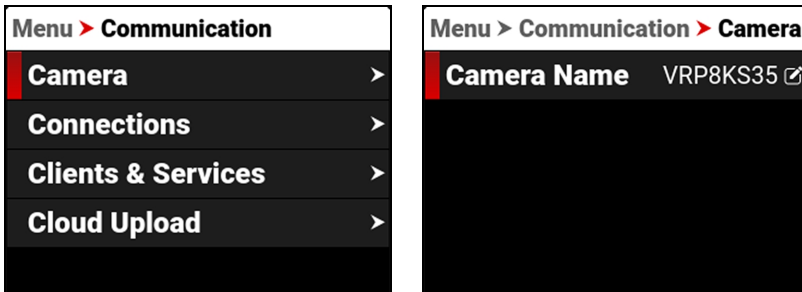 Menu > Communication
Camera
Connections
Clients & Services
Cloud Upload
Menu > Communication > Camera
Camera Name VRP8KS35